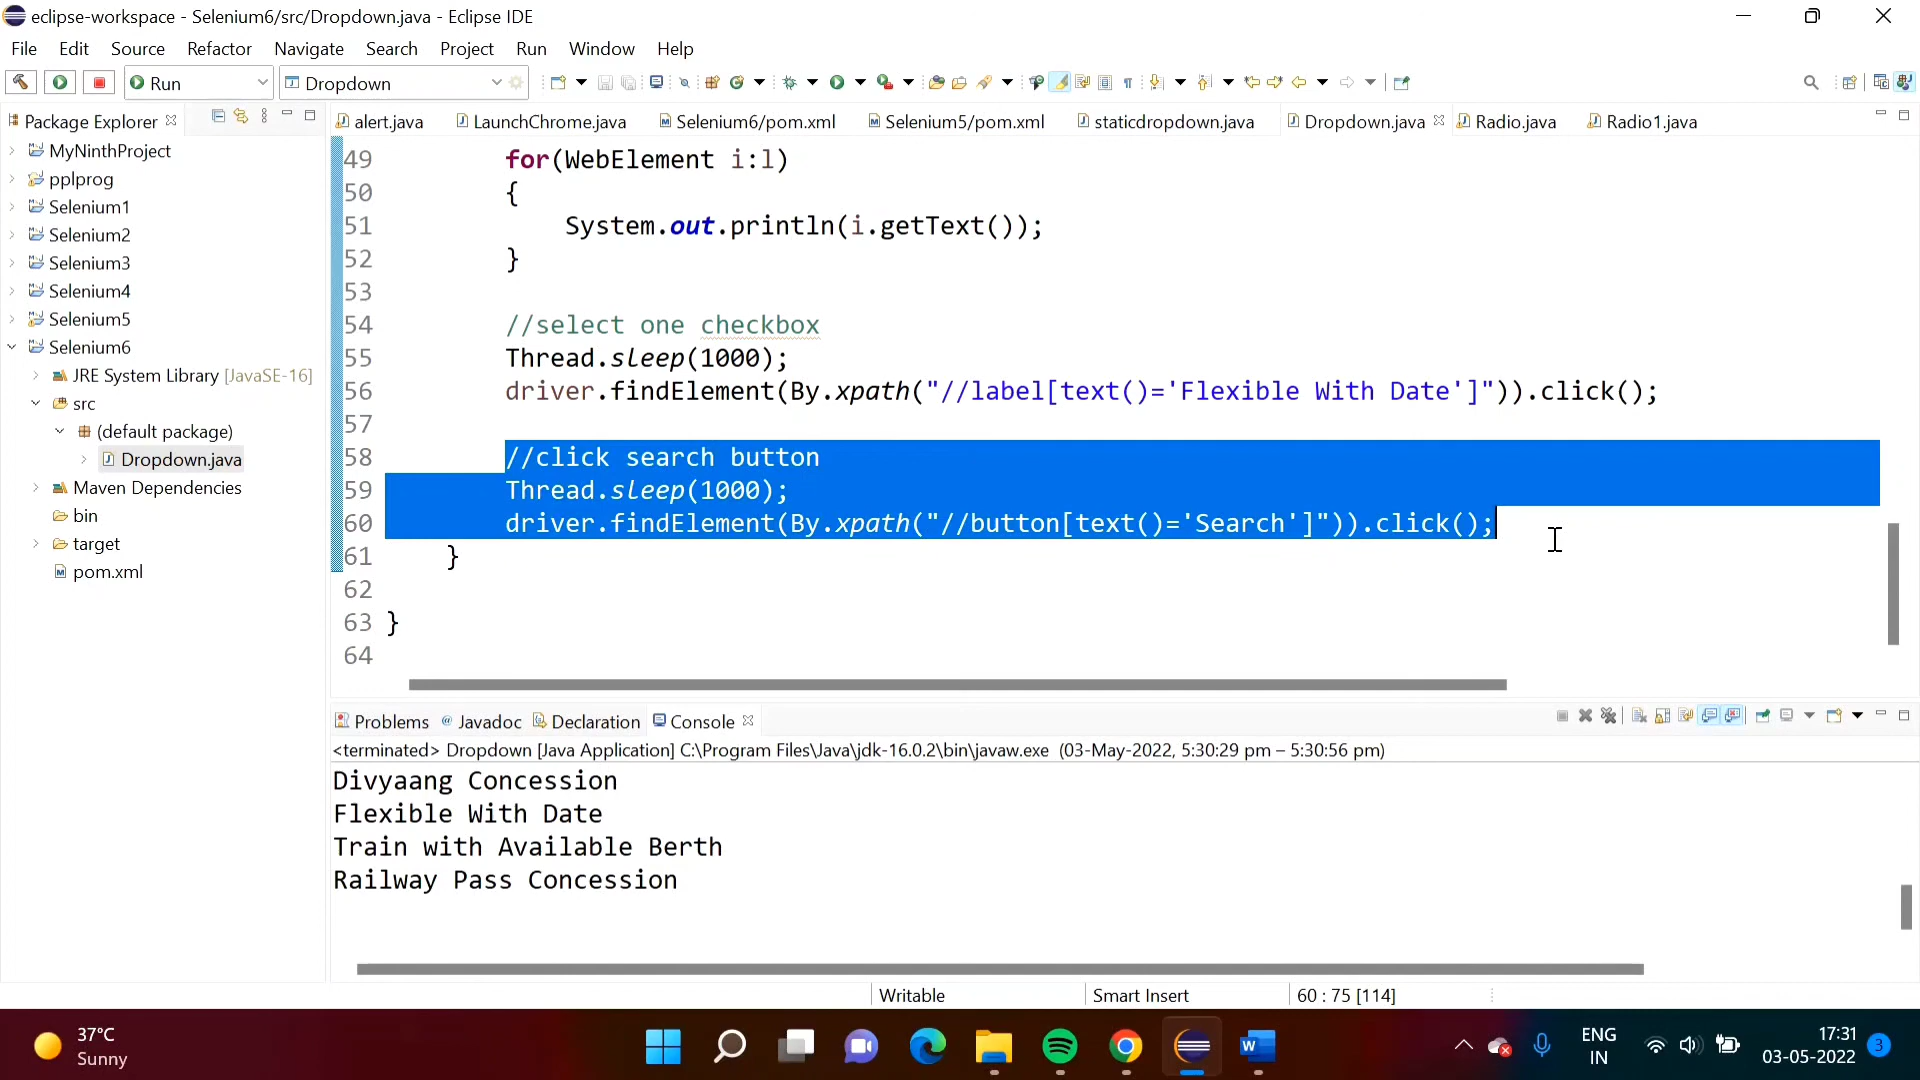 eclipse-workspace - Selenium6/src/Dropdown.java - Eclipse IDE
File Edit Source Refactor Navigate Search Project Run Window Help
Run Dropdown
Package Explorer
MyNinthProject
pplprog
Selenium1
Selenium2
Selenium3
Selenium4
Selenium5
Selenium6
JRE System Library [JavaSE-16]
src
(default package)
Dropdown.java
Maven Dependencies
bin
target
pom.xml
alert.java LaunchChrome.java Selenium6/pom.xml Selenium5/pom.xml staticdropdown.java Dropdown.java Radio.java Radio1.java
49 for(WebElement i:l)
50 {
51 System.out.println(i.getText());
52 }
53
54 //select one checkbox
55 Thread.sleep(1000);
56 driver.findElement(By.xpath("//label[text()='Flexible With Date']")).click();
57
58 //click search button
59 Thread.sleep(1000);
60 driver.findElement(By.xpath("//button[text()='Search']")).click();
61 }
62
63 }
64
Problems @ Javadoc Declaration Console
<terminated> Dropdown [Java Application] C:\Program Files\Java\jdk-16.0.2\bin\javaw.exe (03-May-2022, 5:30:29 pm – 5:30:56 pm)
Divyaang Concession
Flexible With Date
Train with Available Berth
Railway Pass Concession
Writable Smart Insert 60 : 75 [114]
37°C
Sunny
W
ENG
IN
17:31
03-05-2022
3